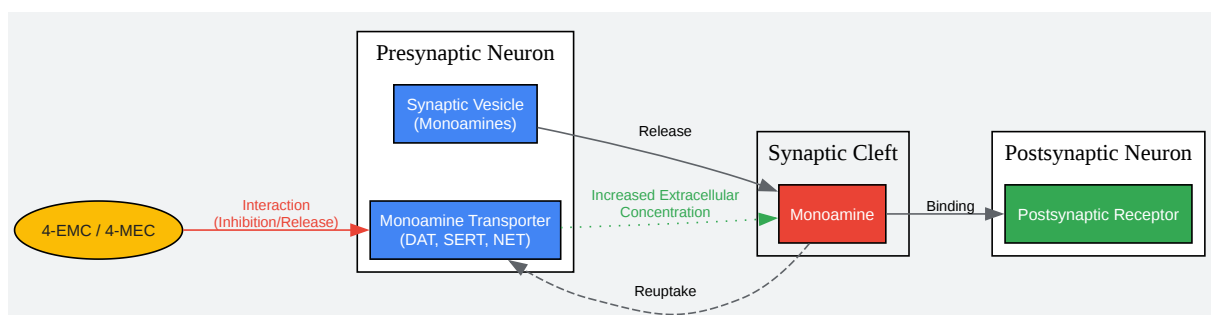 Presynaptic Neuron
Synaptic Vesicle
(Monoamines)
Release
Synaptic Cleft
Postsynaptic Neuron
4-EMC / 4-MEC
Interaction
(Inhibition/Release)
Monoamine Transporter
(DAT, SERT, NET)
Increased Extracellular
Concentration
Monoamine
Binding
Postsynaptic Receptor
Reuptake